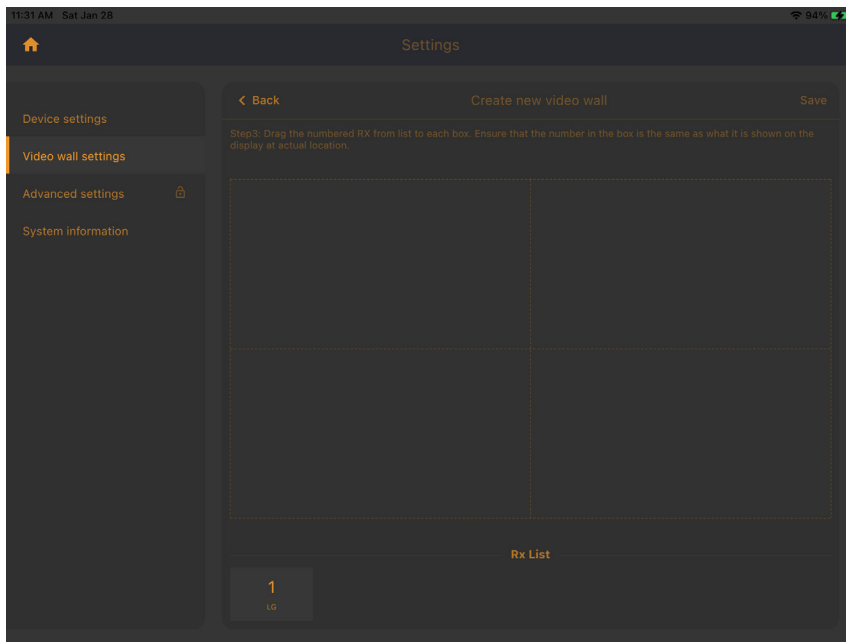 11:31 AM Sat Jan 28
94%
Settings
Back
Create new video wall
Save
Device settings
Video wall settings
Advanced settings
System information
Step3: Drag the numbered RX from list to each box. Ensure that the number in the box is the same as what it is shown on the
display at actual location.
Rx List
1
LG